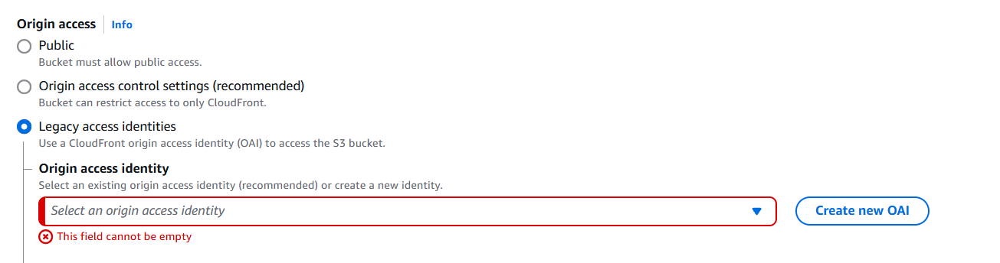 Origin access
Info
Public
Bucket must allow public access.
Origin access control settings (recommended)
Bucket can restrict access to only CloudFront.
Legacy access identities
Use a CloudFront origin access identity (OAI) to access the S3 bucket.
Origin access identity
Select an existing origin access identity (recommended) or create a new identity.
Select an origin access identity
Create new OAI
This field cannot be empty